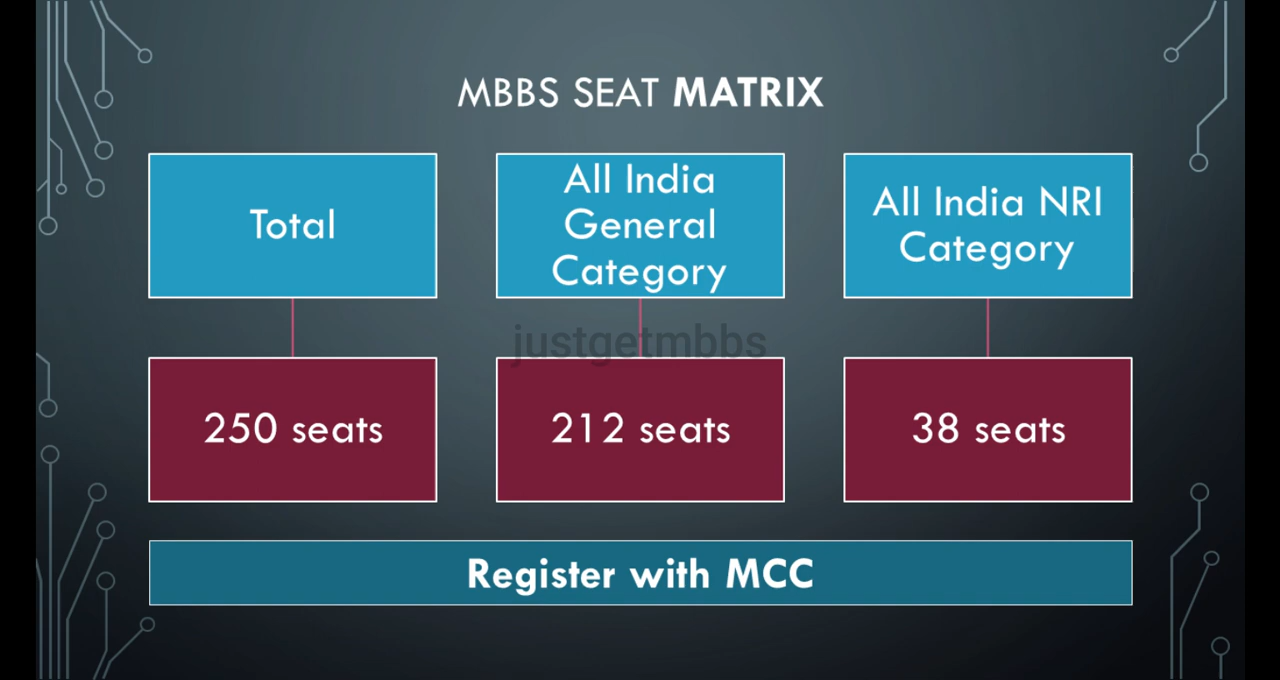 MBBS SEAT MATRIX
Total
All India
General
Category
All India NRI
Category
justgetmbbs
250 seats
212 seats
38 seats
Register with MCC